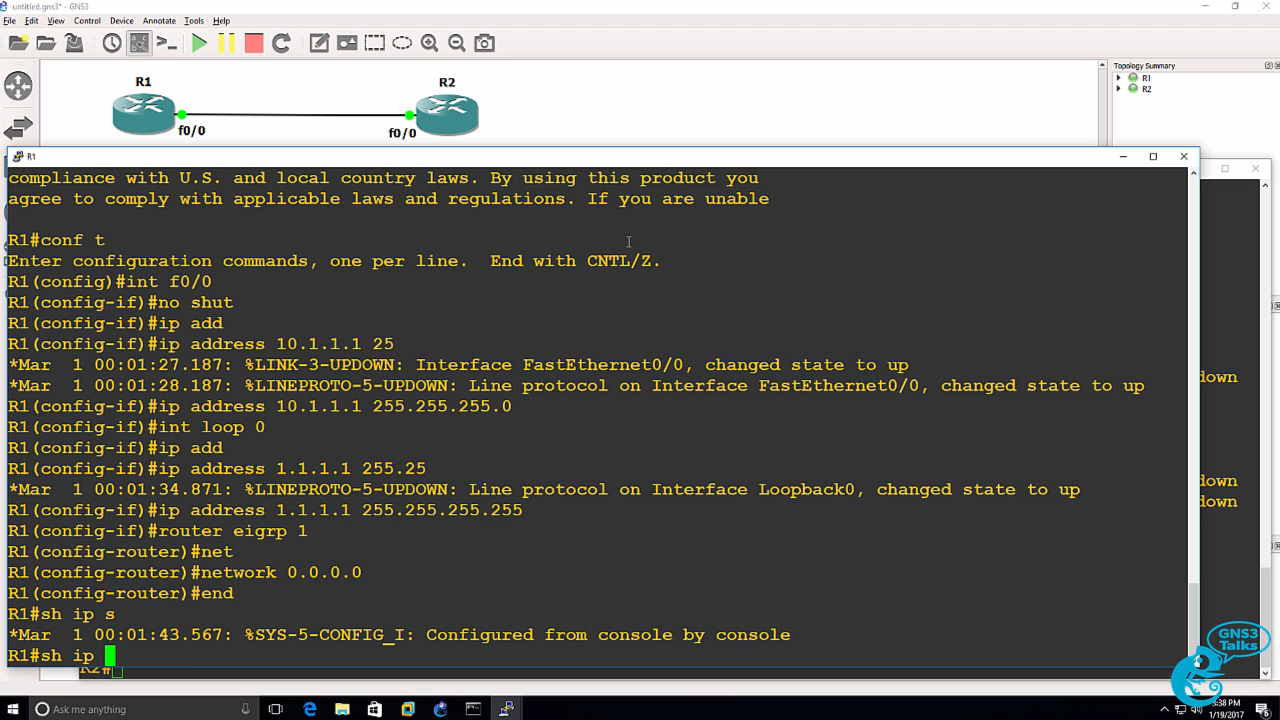 untitled.gns3* - GNS3
File Edit View Control Device Annotate Tools Help
R1
R2
f0/0
f0/0
Topology Summary
R1
R2
R1
compliance with U.S. and local country laws. By using this product you
agree to comply with applicable laws and regulations. If you are unable
R1#conf t
Enter configuration commands, one per line.  End with CNTL/Z.
R1(config)#int f0/0
R1(config-if)#no shut
R1(config-if)#ip add
R1(config-if)#ip address 10.1.1.1 25
*Mar  1 00:01:27.187: %LINK-3-UPDOWN: Interface FastEthernet0/0, changed state to up
*Mar  1 00:01:28.187: %LINEPROTO-5-UPDOWN: Line protocol on Interface FastEthernet0/0, changed state to up
R1(config-if)#ip address 10.1.1.1 255.255.255.0
R1(config-if)#int loop 0
R1(config-if)#ip add
R1(config-if)#ip address 1.1.1.1 255.25
*Mar  1 00:01:34.871: %LINEPROTO-5-UPDOWN: Line protocol on Interface Loopback0, changed state to up
R1(config-if)#ip address 1.1.1.1 255.255.255.255
R1(config-if)#router eigrp 1
R1(config-router)#net
R1(config-router)#network 0.0.0.0
R1(config-router)#end
R1#sh ip s
*Mar  1 00:01:43.567: %SYS-5-CONFIG_I: Configured from console by console
R1#sh ip
R2#
down
down
down
GNS3
Talks
Ask me anything
:38 PM
1/19/2017